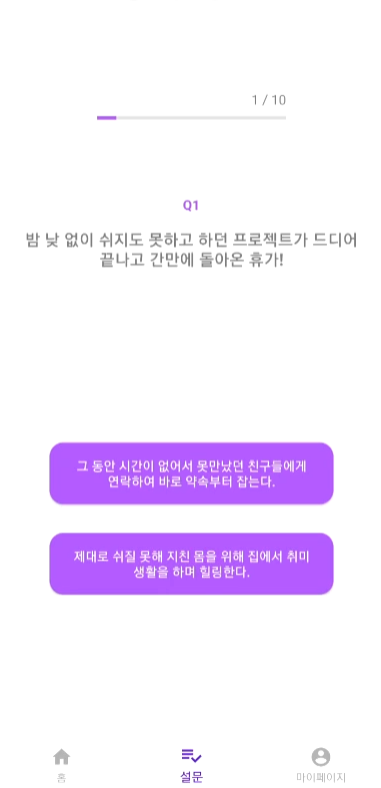 1 / 10
Q1
밤 낮 없이 쉬지도 못하고 하던 프로젝트가 드디어
끝나고 간만에 돌아온 휴가!
그 동안 시간이 없어서 못만났던 친구들에게
연락하여 바로 약속부터 잡는다.
제대로 쉬질 못해 지친 몸을 위해 집에서 취미
생활을 하며 힐링한다.
홈
설문
마이페이지